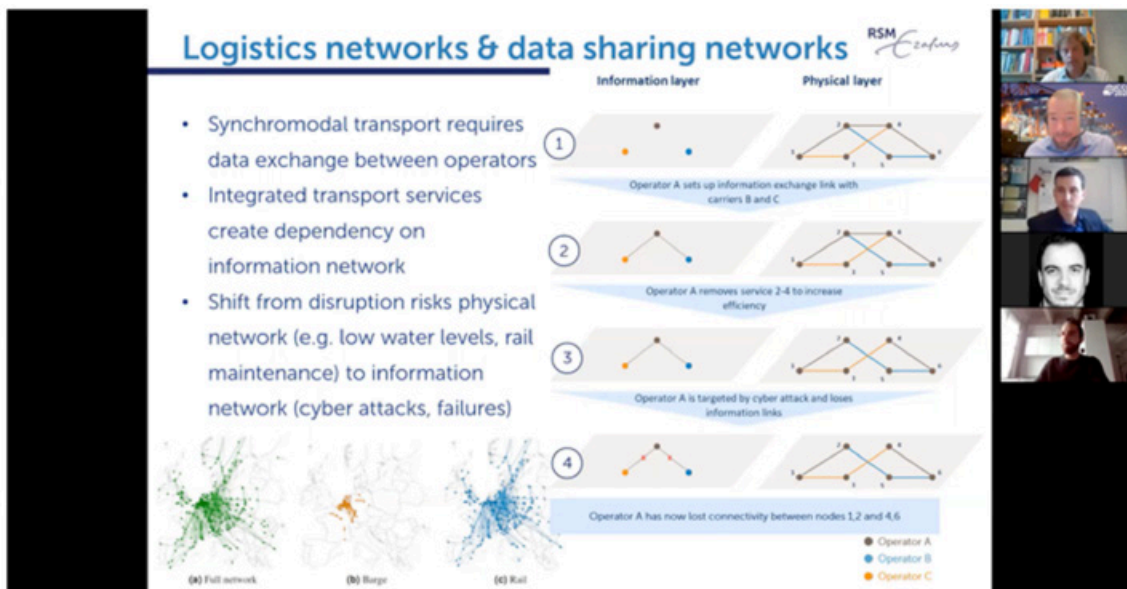 Logistics networks & data sharing networks
RSM
Erasmus
Information layer
Physical layer
• Synchromodal transport requires
data exchange between operators
• Integrated transport services
create dependency on
information network
• Shift from disruption risks physical
network (e.g. low water levels, rail
maintenance) to information
network (cyber attacks, failures)
1
Operator A sets up information exchange link with
carriers B and C
2
Operator A removes service 2-4 to increase
efficiency
3
Operator A is targeted by cyber attack and loses
information links
4
Operator A has now lost connectivity between nodes 1,2 and 4,6
Operator A
Operator B
Operator C
(a) Full network
(b) Barge
(c) Rail